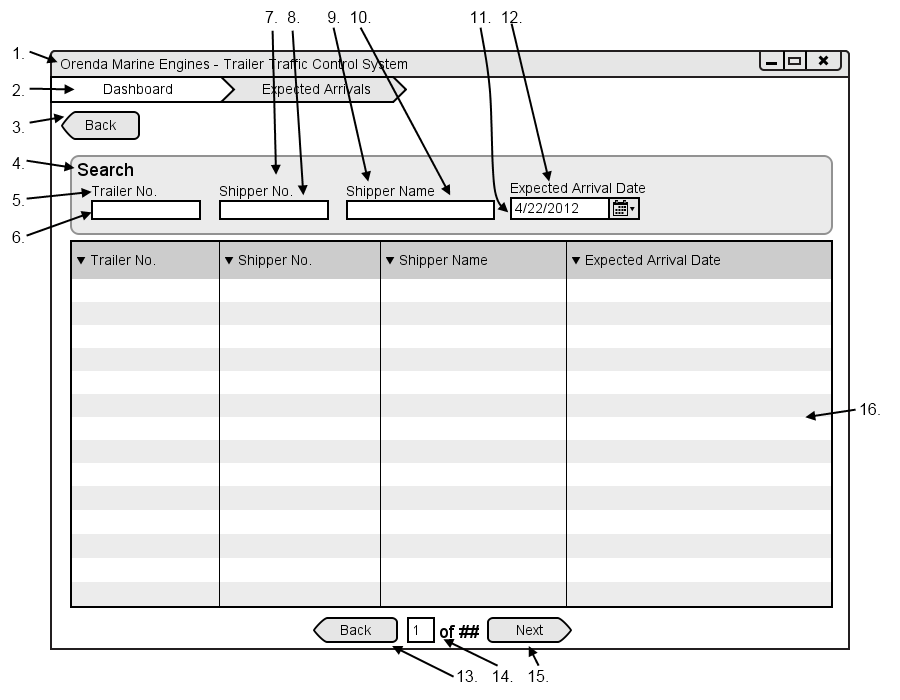 7. 8. 9. 10. 11. 12.
1. Orenda Marine Engines - Trailer Traffic Control System
2. Dashboard Expected Arrivals
3. Back
4. Search
5. Trailer No. Shipper No. Shipper Name Expected Arrival Date
6. 4/22/2012
Trailer No. Shipper No. Shipper Name Expected Arrival Date
16.
Back 1 of ## Next
13. 14. 15.